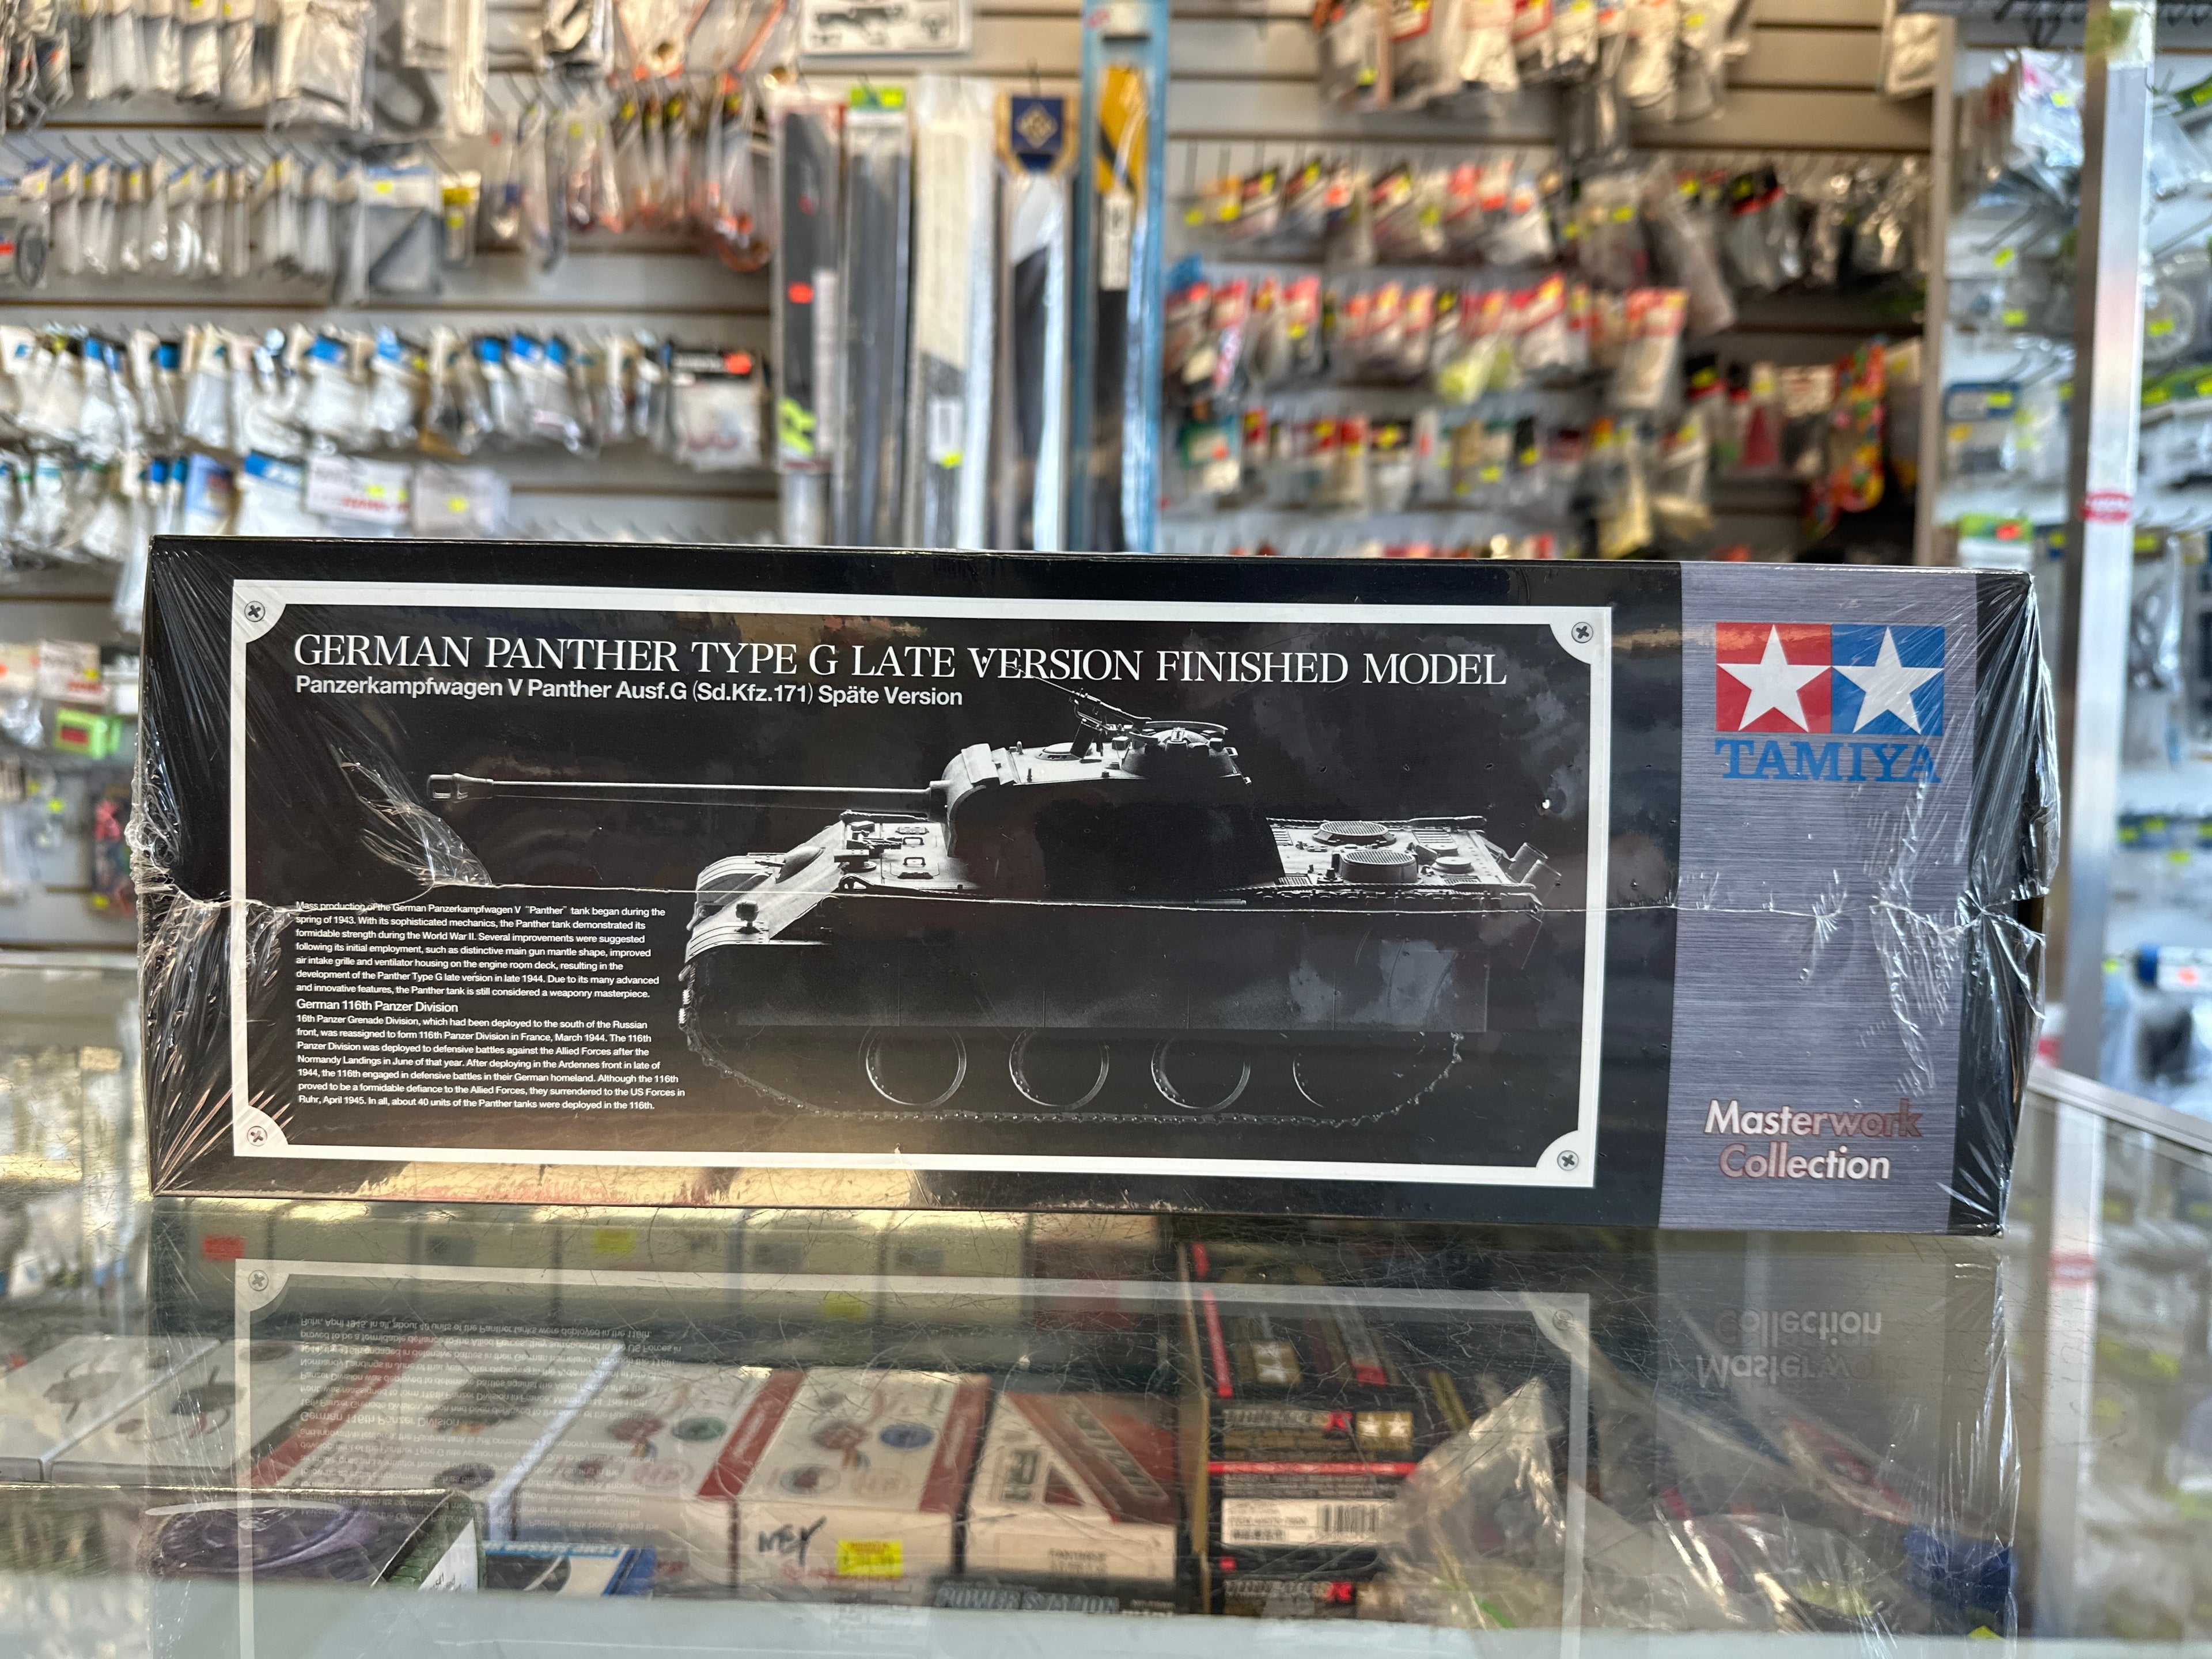 GERMAN PANTHER TYPE G LATE VERSION FINISHED MODEL
Panzerkampfwagen V Panther Ausf.G (Sd.Kfz.171) Späte Version
TAMIYA
Mass production of the German Panzerkampfwagen V "Panther" tank began during the
spring of 1943. With its sophisticated mechanics, the Panther tank demonstrated its
formidable strength during the World War II. Several improvements were suggested
following its initial employment, such as distinctive main gun mantle shape, improved
air intake grille and ventilator housing on the engine room deck, resulting in the
development of the Panther Type G late version in late 1944. Due to its many advanced
and innovative features, the Panther tank is still considered a weaponry masterpiece.
German 116th Panzer Division
16th Panzer Grenade Division, which had been deployed to the south of the Russian
front, was reassigned to form 116th Panzer Division in France, March 1944. The 116th
Panzer Division was deployed to defensive battles against the Allied Forces after the
Normandy Landings in June of that year. After deploying in the Ardennes front in late of
1944, the 116th engaged in defensive battles in their German homeland. Although the 116th
proved to be a formidable defiance to the Allied Forces, they surrendered to the US Forces in
Ruhr, April 1945. In all, about 40 units of the Panther tanks were deployed in the 116th.
Masterwork
Collection
NEW
POWER STATION